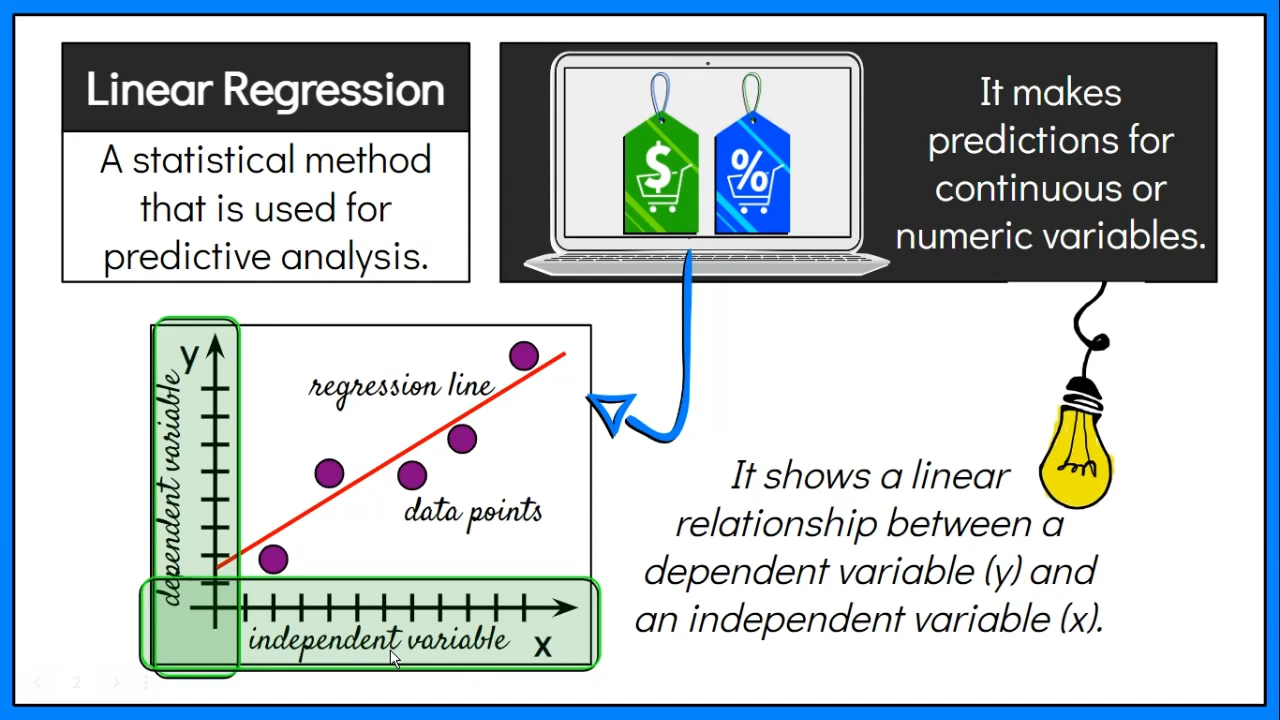 Linear Regression
A statistical method
that is used for
predictive analysis.
$
%
It makes
predictions for
continuous or
numeric variables.
y
dependent variable
regression line
data points
independent variable
x
It shows a linear
relationship between a
dependent variable (y) and
an independent variable (x).
2